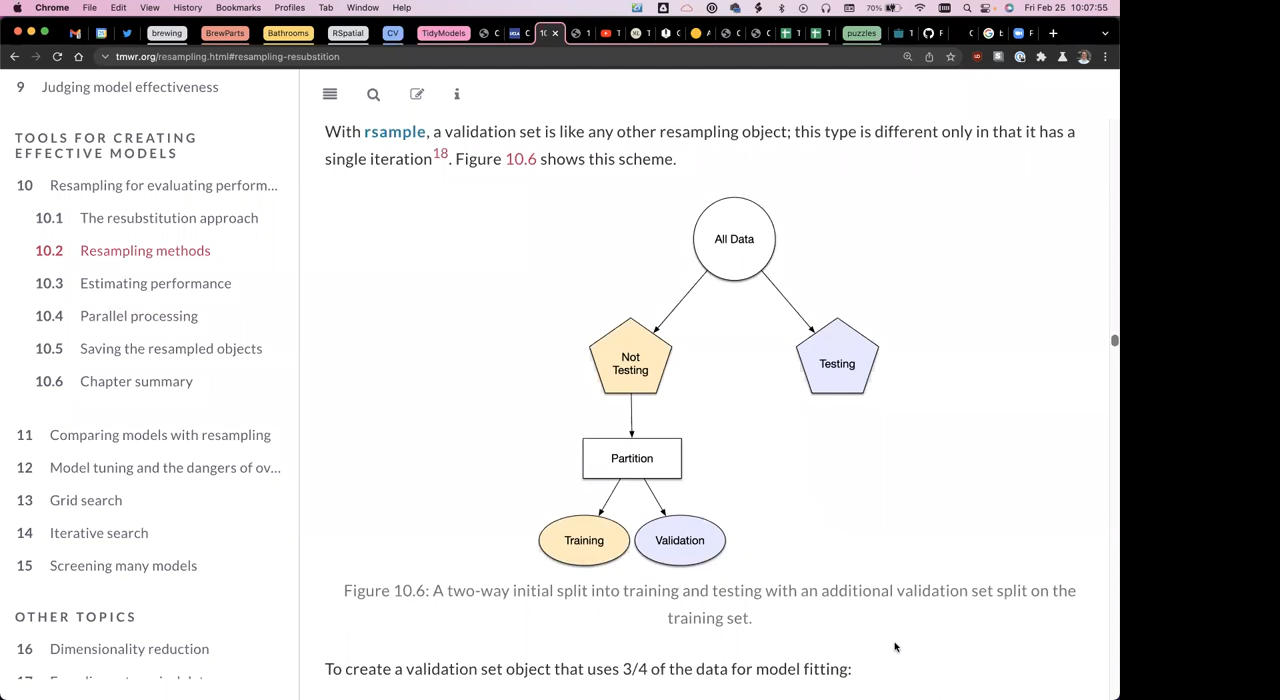 Chrome File Edit View History Bookmarks Profiles Tab Window Help 70% Fri Feb 25 10:07:55
brewing BrewParts Bathrooms RSpatial CV TidyModels puzzles
tmwr.org/resampling.html#resampling-resubstition
9 Judging model effectiveness
TOOLS FOR CREATING
EFFECTIVE MODELS
10 Resampling for evaluating perform...
10.1 The resubstitution approach
10.2 Resampling methods
10.3 Estimating performance
10.4 Parallel processing
10.5 Saving the resampled objects
10.6 Chapter summary
11 Comparing models with resampling
12 Model tuning and the dangers of ov...
13 Grid search
14 Iterative search
15 Screening many models
OTHER TOPICS
16 Dimensionality reduction
With rsample, a validation set is like any other resampling object; this type is different only in that it has a
single iteration18. Figure 10.6 shows this scheme.
All Data
Not
Testing
Testing
Partition
Training
Validation
Figure 10.6: A two-way initial split into training and testing with an additional validation set split on the
training set.
To create a validation set object that uses 3/4 of the data for model fitting: